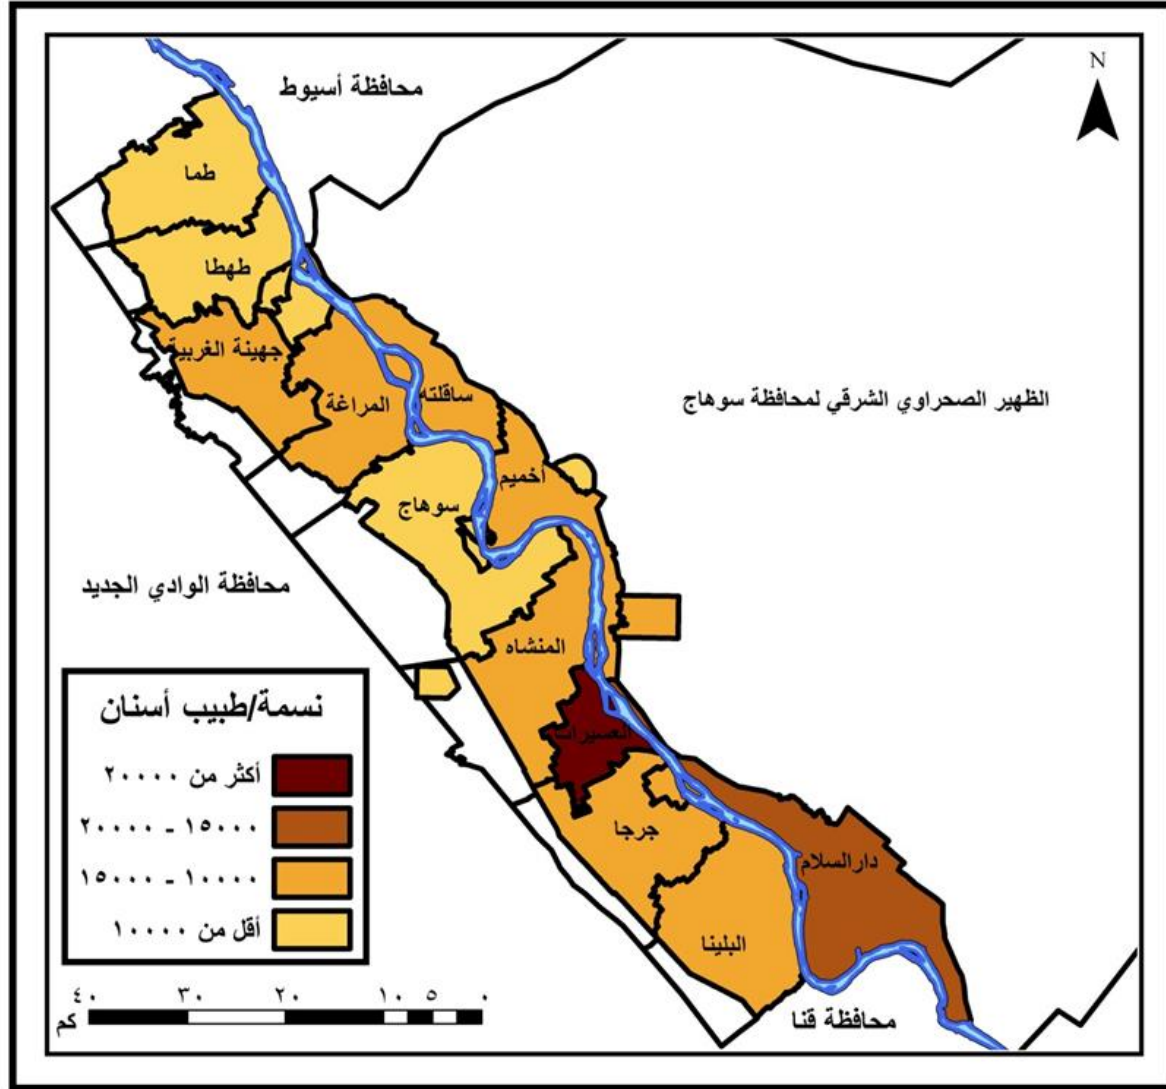 N
محافظة أسيوط
طما
طهطا
جهينة الغربية
المراغة
ساقلته
الظهير الصحراوي الشرقي لمحافظة سوهاج
أخميم
سوهاج
محافظة الوادي الجديد
المنشاه
العسيرات
جرجا
دارالسلام
البلينا
محافظة قنا
نسمة/طبيب أسنان
أكثر من ٢٠٠٠٠
١٥٠٠٠ - ٢٠٠٠٠
١٠٠٠٠ - ١٥٠٠٠
أقل من ١٠٠٠٠
٤٠ ٣٠ ٢٠ ١٠ ٥ ٠
كم